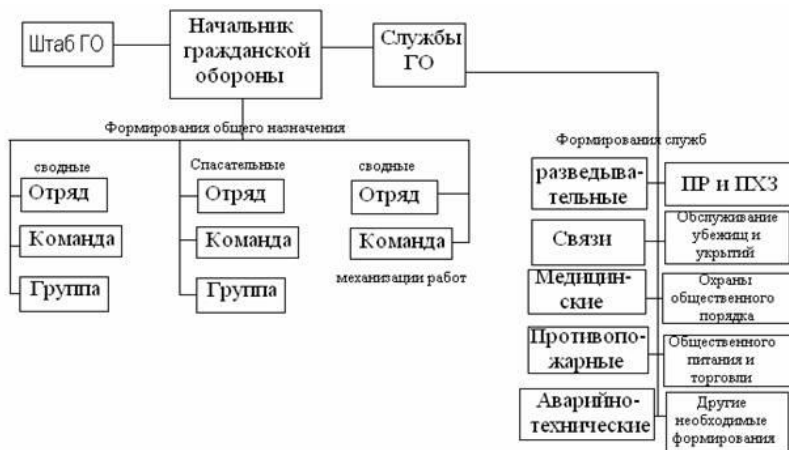 Штаб ГО
Начальник
гражданской
обороны
Службы
ГО
Формирования общего назначения
сводные
Отряд
Команда
Группа
Спасательные
Отряд
Команда
Группа
сводные
Отряд
Команда
механизации работ
Формирования служб
разведыва-
тельные
ПР и ПХЗ
Связи
Обслуживание
убежищ и
укрытий
Медицин-
ские
Охраны
общественного
порядка
Противопо-
жарные
Общественного
питания и
торговли
Аварийно-
технические
Другие
необходимые
формирования